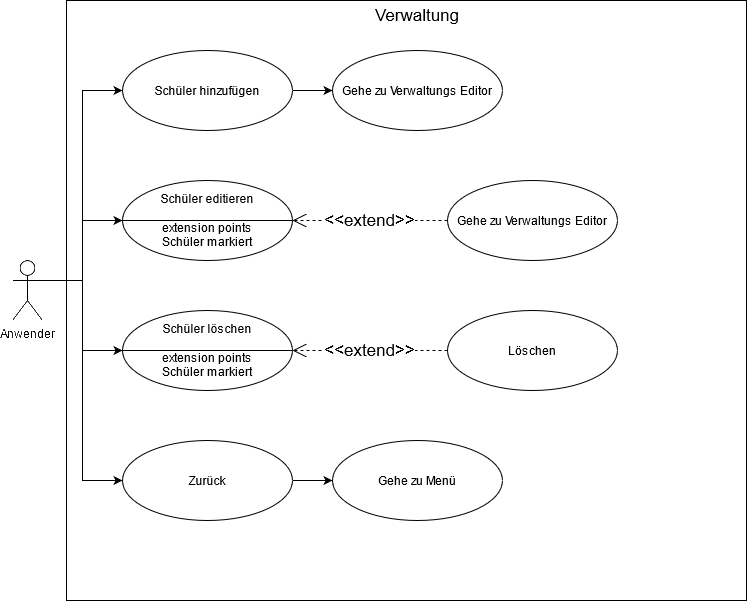 Verwaltung
Schüler hinzufügen
Gehe zu Verwaltungs Editor
Schüler editieren
extension points
Schüler markiert
<<extend>>
Gehe zu Verwaltungs Editor
Anwender
Schüler löschen
extension points
Schüler markiert
<<extend>>
Löschen
Zurück
Gehe zu Menü